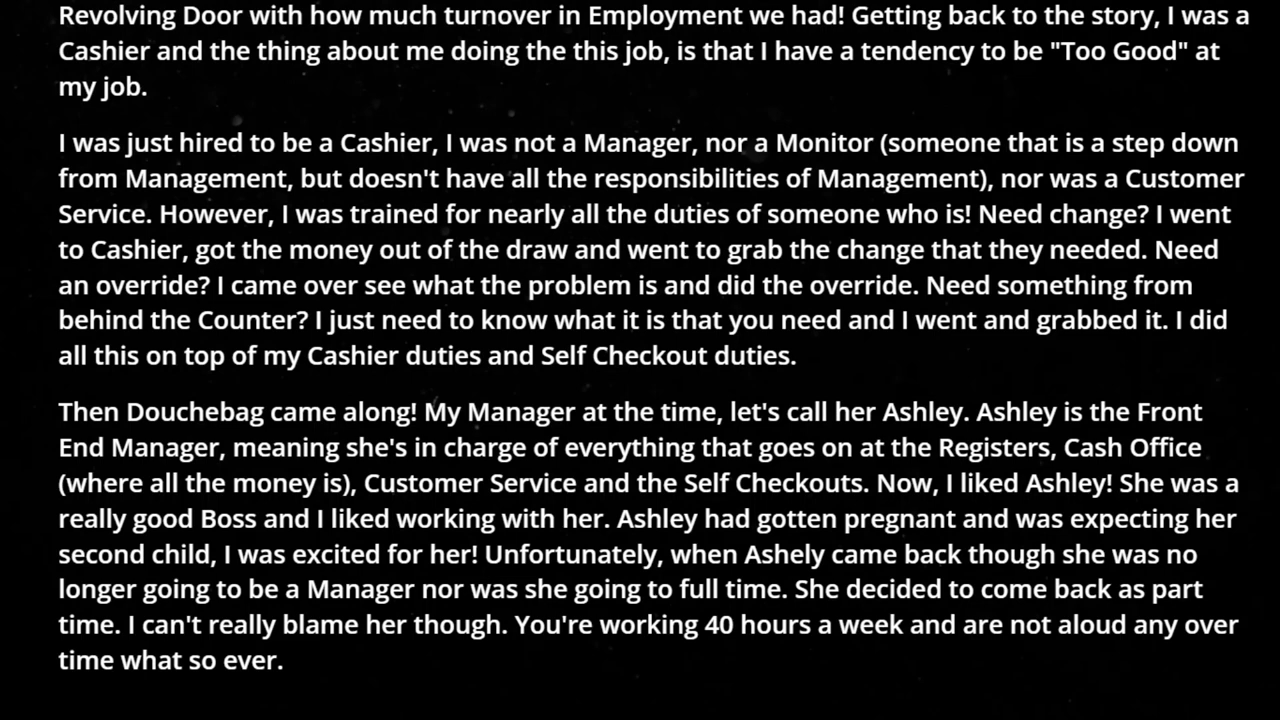 Revolving Door with how much turnover in Employment we had! Getting back to the story, I was a
Cashier and the thing about me doing the this job, is that I have a tendency to be "Too Good" at
my job.
I was just hired to be a Cashier, I was not a Manager, nor a Monitor (someone that is a step down
from Management, but doesn't have all the responsibilities of Management), nor was a Customer
Service. However, I was trained for nearly all the duties of someone who is! Need change? I went
to Cashier, got the money out of the draw and went to grab the change that they needed. Need
an override? I came over see what the problem is and did the override. Need something from
behind the Counter? I just need to know what it is that you need and I went and grabbed it. I did
all this on top of my Cashier duties and Self Checkout duties.
Then Douchebag came along! My Manager at the time, let's call her Ashley. Ashley is the Front
End Manager, meaning she's in charge of everything that goes on at the Registers, Cash Office
(where all the money is), Customer Service and the Self Checkouts. Now, I liked Ashley! She was a
really good Boss and I liked working with her. Ashley had gotten pregnant and was expecting her
second child, I was excited for her! Unfortunately, when Ashely came back though she was no
longer going to be a Manager nor was she going to full time. She decided to come back as part
time. I can't really blame her though. You're working 40 hours a week and are not aloud any over
time what so ever.